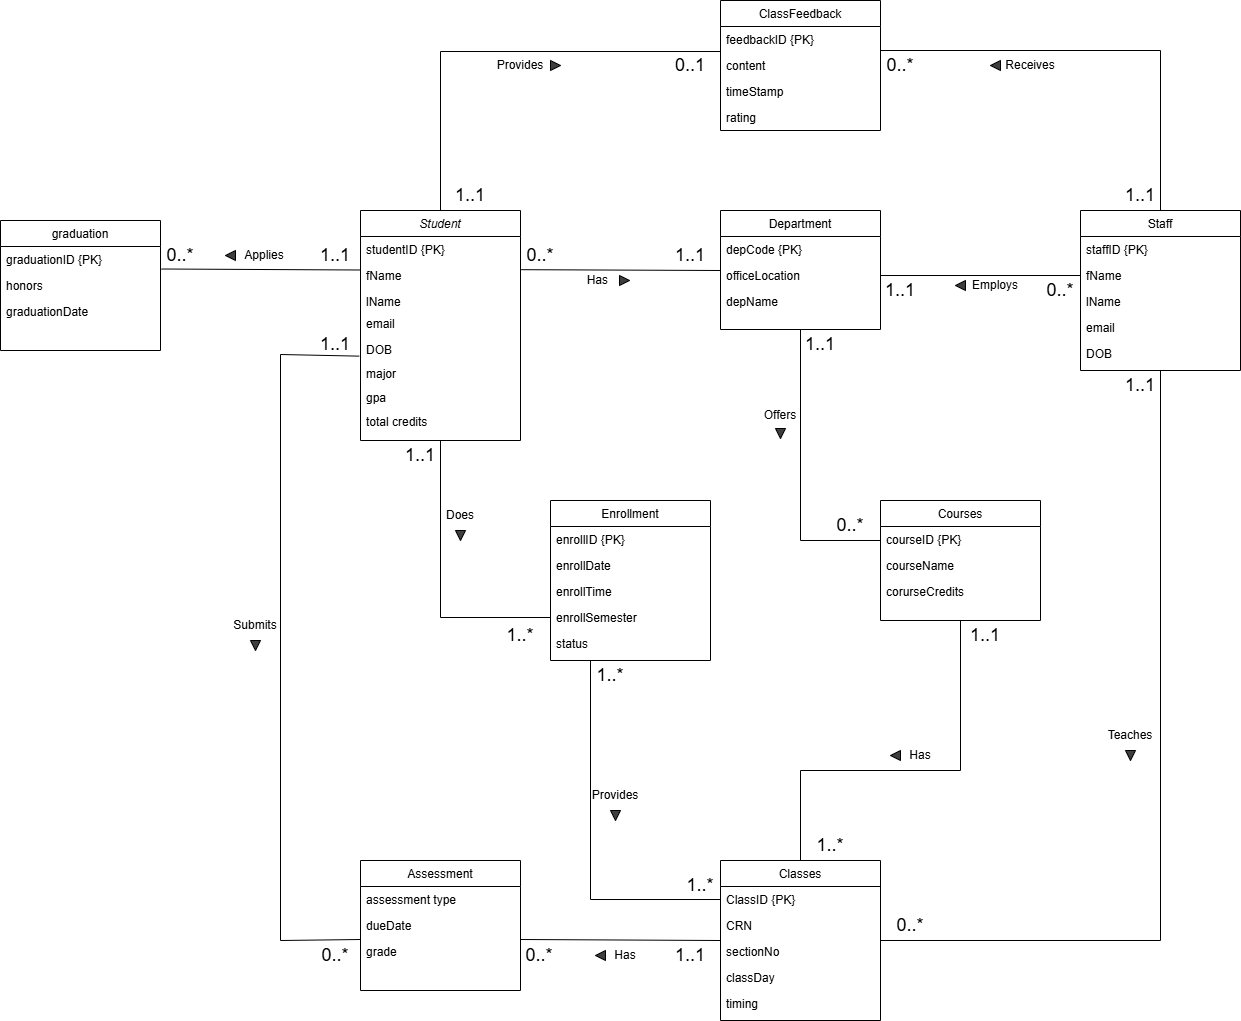 ClassFeedback
feedbackID {PK}
content
timeStamp
rating
Provides
0..1
0..*
Receives
1..1
1..1
graduation
graduationID {PK}
honors
graduationDate
0..*
Applies
1..1
Student
studentID {PK}
fName
lName
email
DOB
major
gpa
total credits
0..*
Has
1..1
Department
depCode {PK}
officeLocation
depName
1..1
Employs
0..*
Staff
staffID {PK}
fName
lName
email
DOB
1..1
1..1
1..1
1..1
Offers
0..*
Does
1..*
Enrollment
enrollID {PK}
enrollDate
enrollTime
enrollSemester
status
Courses
courseID {PK}
courseName
corurseCredits
Submits
1..*
1..1
Teaches
Has
Provides
1..*
1..*
Assessment
assessment type
dueDate
grade
0..*
0..*
Has
1..1
Classes
ClassID {PK}
CRN
sectionNo
classDay
timing
0..*